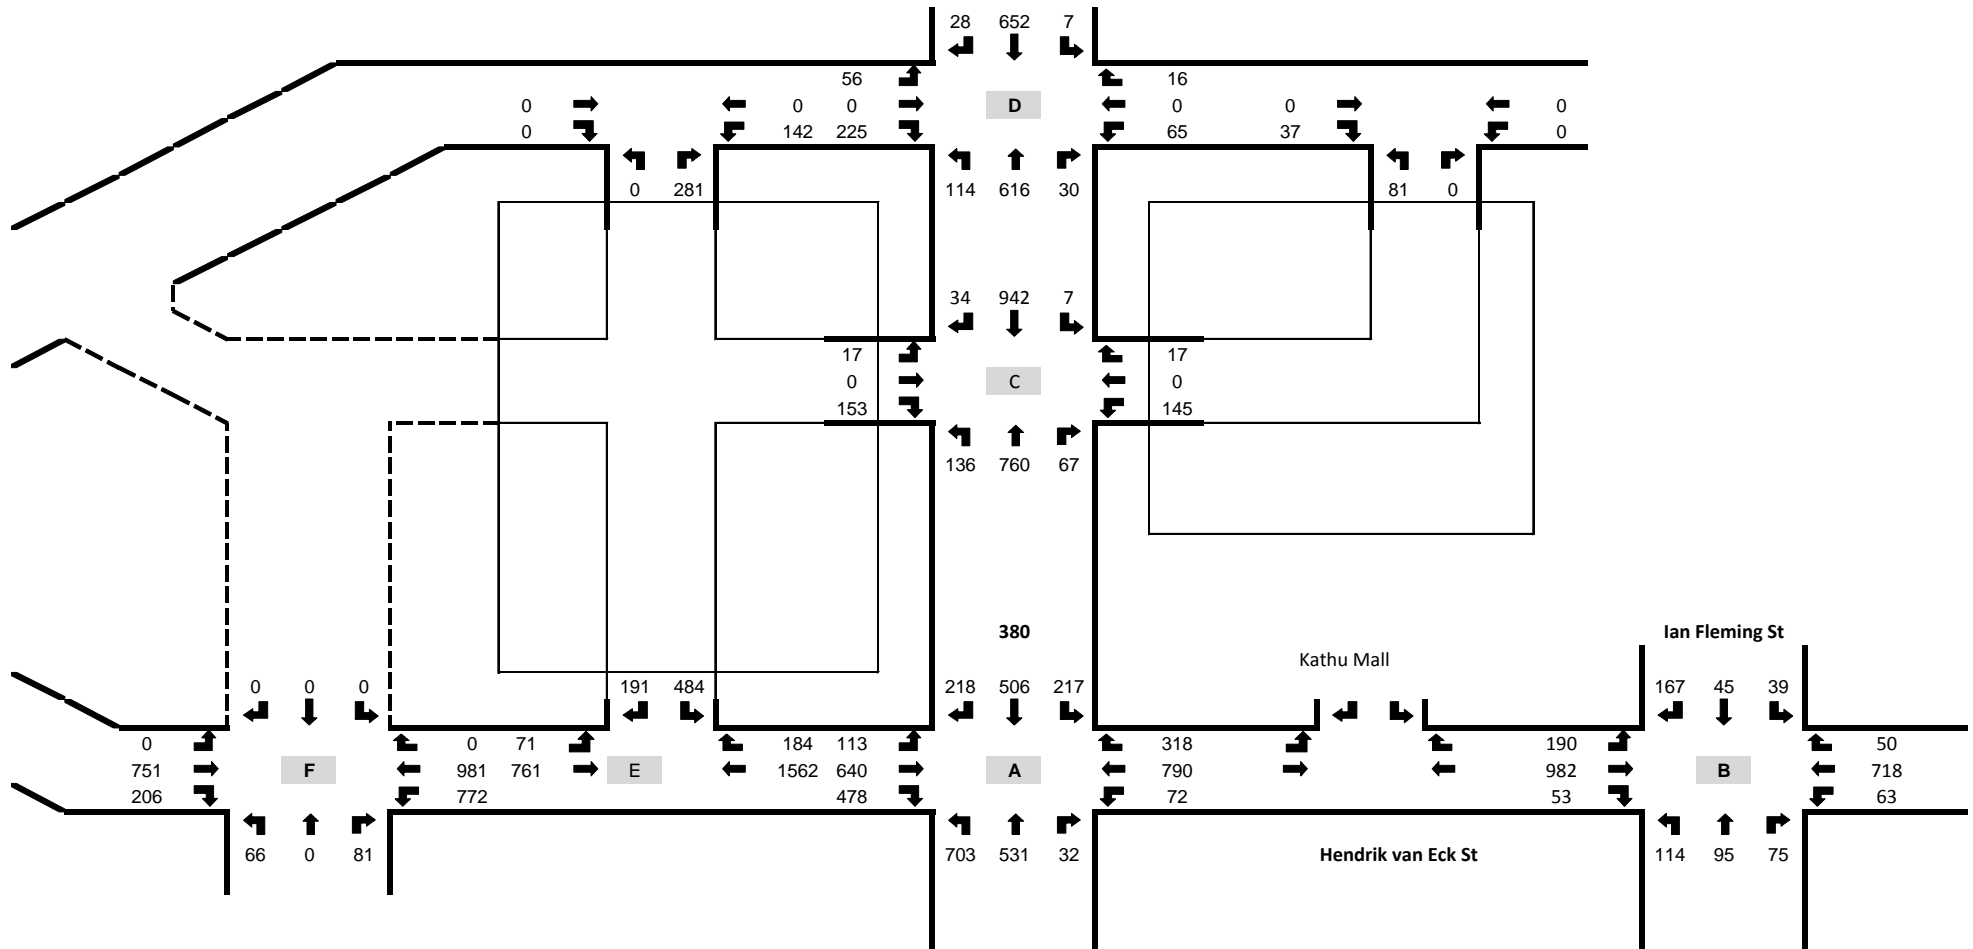 28 652 7
56 16
0 0 0 D 0 0 0
0 142 225 65 37 0
0 281 114 616 30 81 0
34 942 7
17 17
0 C 0
153 145
136 760 67
380 Ian Fleming St
Kathu Mall
0 0 0 191 484 218 506 217 167 45 39
0 0 71 184 113 318 190 50
751 F 981 761 E 1562 640 A 790 982 B 718
206 772 478 72 53 63
66 0 81 703 531 32 Hendrik van Eck St 114 95 75